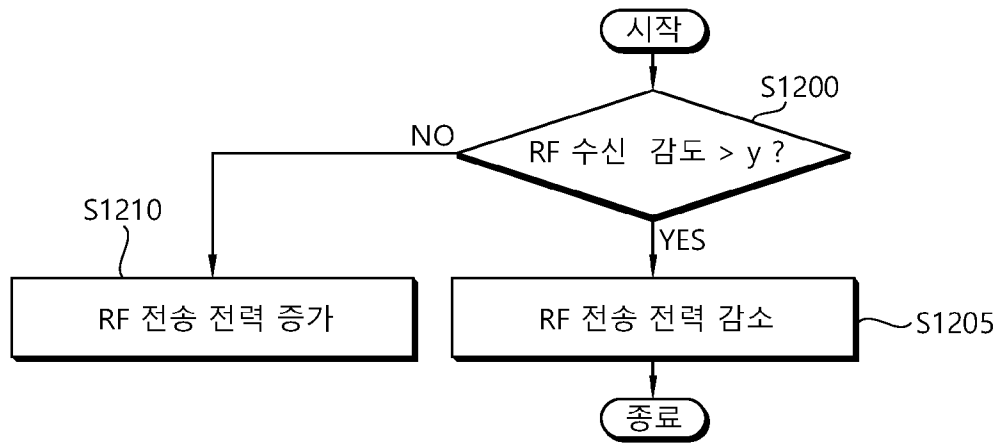 시작
S1200
NO
RF 수신 감도 > y ?
S1210
YES
RF 전송 전력 증가
RF 전송 전력 감소
S1205
종료